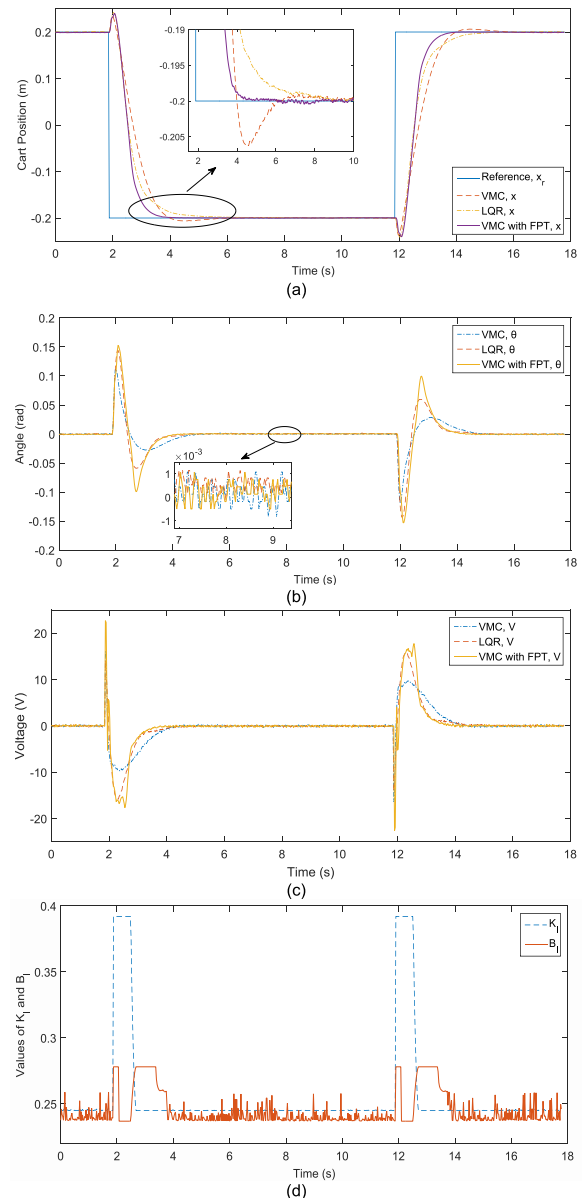 0.2
0.1
0
-0.1
-0.2
Cart Position (m)
-0.19
-0.195
-0.2
-0.205
2 4 6 8 10
Reference, x_r
VMC, x
LQR, x
VMC with FPT, x
0 2 4 6 8 10 12 14 16 18
Time (s)
(a)
0.2
0.15
0.1
0.05
0
-0.05
-0.1
-0.15
-0.2
Angle (rad)
VMC, θ
LQR, θ
VMC with FPT, θ
×10^-3
1
0
-1
7 8 9
0 2 4 6 8 10 12 14 16 18
Time (s)
(b)
20
10
0
-10
-20
Voltage (V)
VMC, V
LQR, V
VMC with FPT, V
0 2 4 6 8 10 12 14 16 18
Time (s)
(c)
0.4
0.35
0.3
0.25
Values of K_l and B_l
K_l
B_l
0 2 4 6 8 10 12 14 16 18
Time (s)
(d)